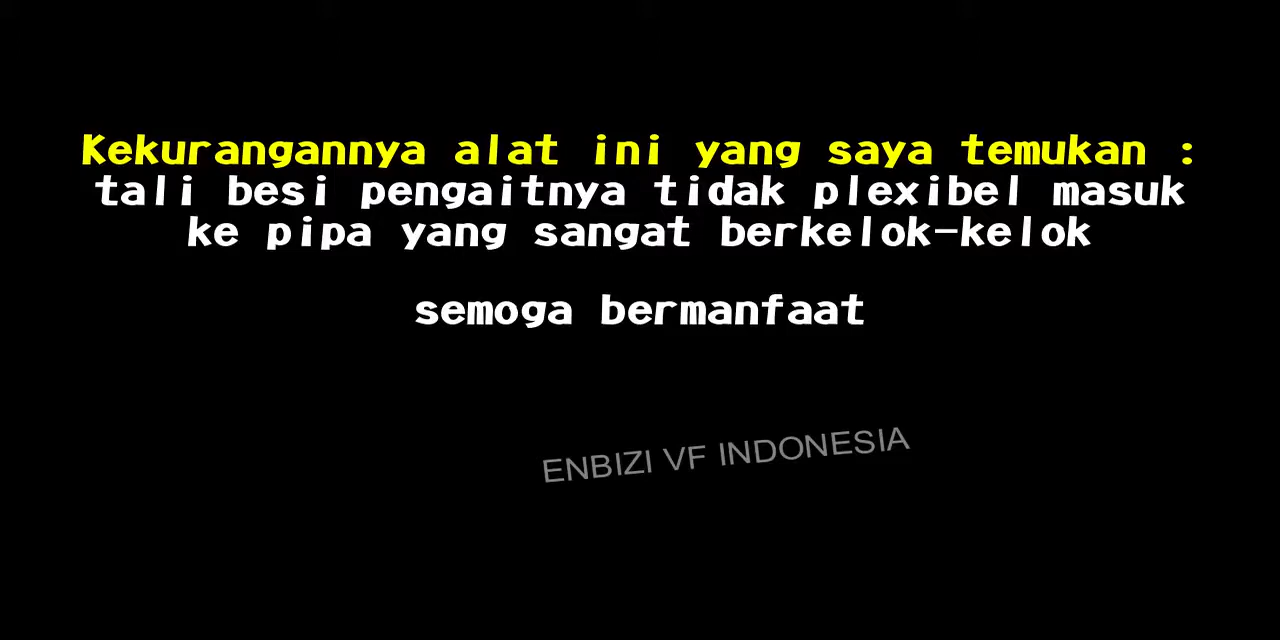 Kekurangannya alat ini yang saya temukan :
tali besi pengaitnya tidak plexibel masuk
ke pipa yang sangat berkelok-kelok
semoga bermanfaat
ENBIZI VF INDONESIA